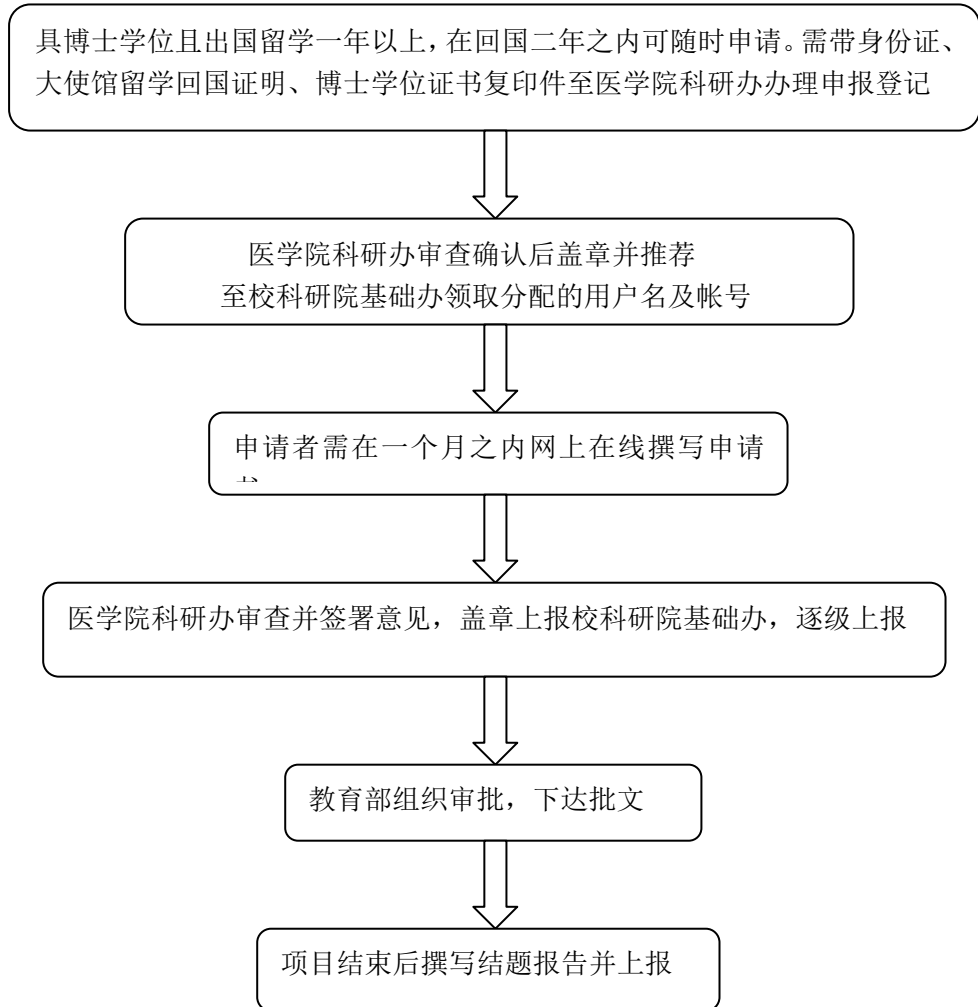 具博士学位且出国留学一年以上，在回国二年之内可随时申请。需带身份证、
大使馆留学回国证明、博士学位证书复印件至医学院科研办办理申报登记
医学院科研办审查确认后盖章并推荐
至校科研院基础办领取分配的用户名及帐号
申请者需在一个月之内网上在线撰写申请
医学院科研办审查并签署意见，盖章上报校科研院基础办，逐级上报
教育部组织审批，下达批文
项目结束后撰写结题报告并上报